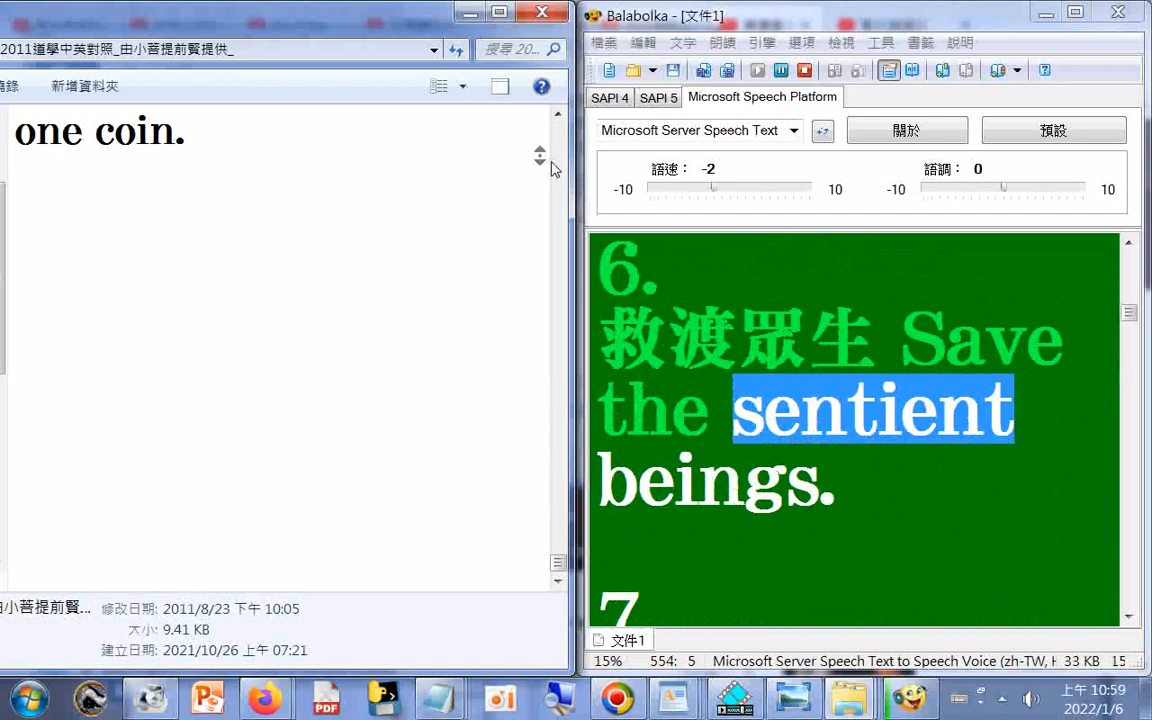 2011道學中英對照_由小菩提前賢提供_
搜尋 20...
新增資料夾
one coin.
由小菩提前賢... 修改日期: 2011/8/23 下午 10:05
大小: 9.41 KB
建立日期: 2021/10/26 上午 07:21
Balabolka - [文件1]
檔案 編輯 文字 朗讀 引擎 選項 檢視 工具 書籤 說明
SAPI 4 SAPI 5 Microsoft Speech Platform
Microsoft Server Speech Text 關於 預設
語速： -2 語調： 0
-10 10 -10 10
6.
救渡眾生 Save
the sentient
beings.
7
文件1
15% 554: 5 Microsoft Server Speech Text to Speech Voice (zh-TW, H 33 KB 15
PDF
上午 10:59
2022/1/6